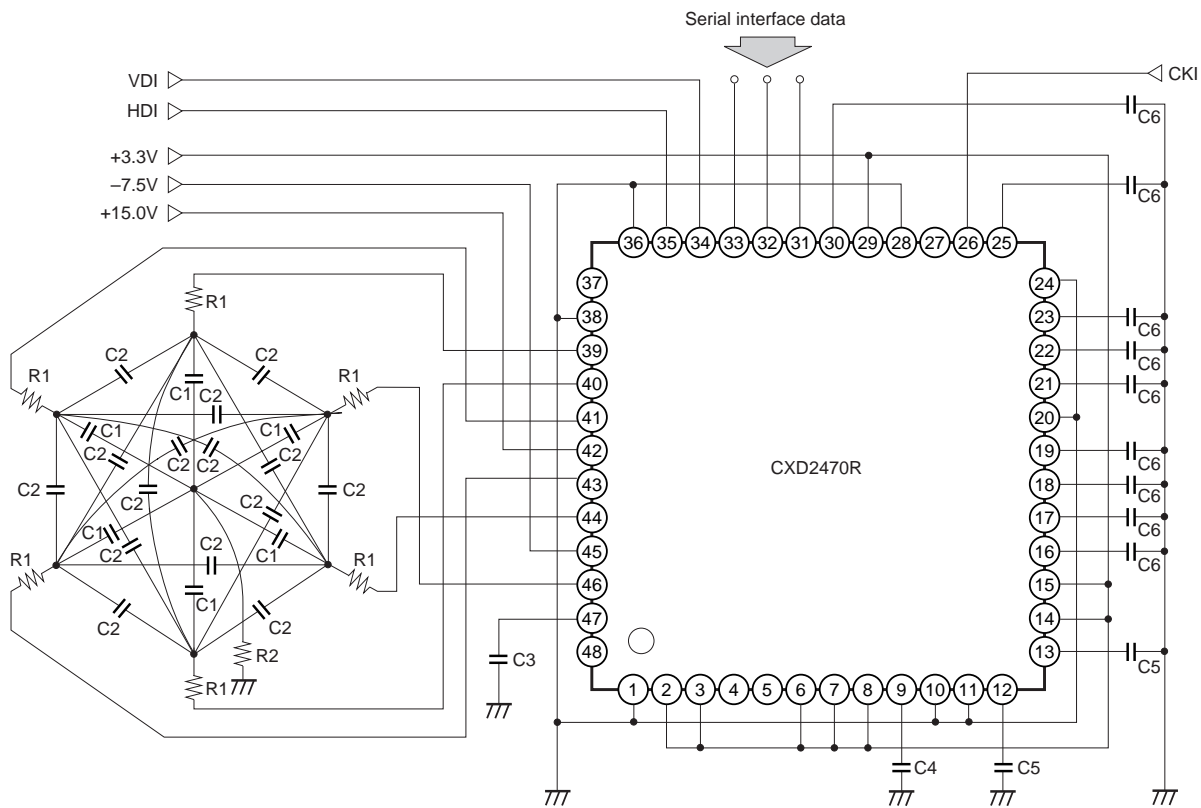 Serial interface data
VDI
CKI
HDI
C6
+3.3V
–7.5V
C6
+15.0V
36 35 34 33 32 31 30 29 28 27 26 25
37 24
R1
38 23
C6
39 22
C2 C2
C6
R1 C1 R1
40 21
C2
C6
41 20
C1 C1
C2 C2 C2 C2
42 19
C6
CXD2470R
C2 C2 C2
43 18
C6
C2
44 17
C1 C1
C6
C2 C2
45 16
C6
R1 R1
46 15
C1
C2 C2
47 14
48 13
R2
C3
C5
R1
1 2 3 4 5 6 7 8 9 10 11 12
C4 C5